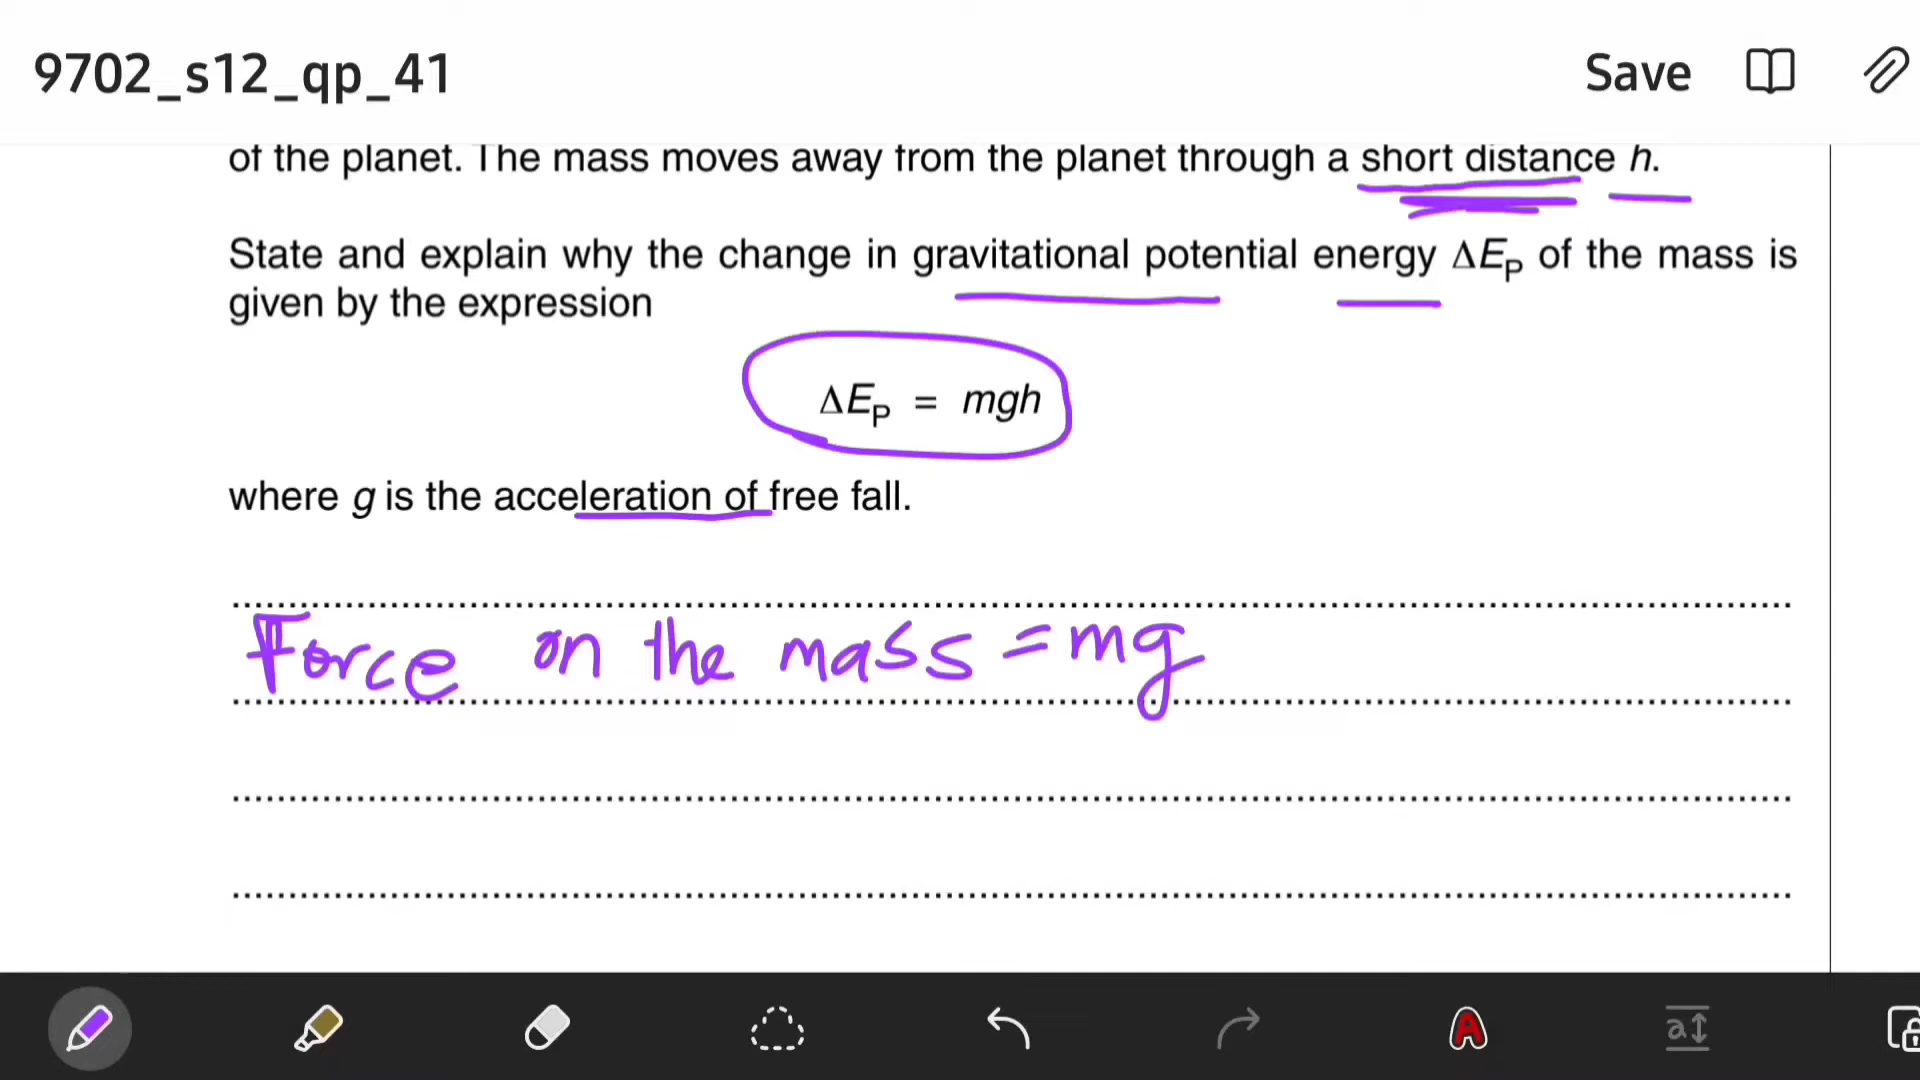 9702_s12_qp_41
Save
of the planet. The mass moves away from the planet through a short distance h.
State and explain why the change in gravitational potential energy ΔEP of the mass is
given by the expression
ΔEP = mgh
where g is the acceleration of free fall.
Force on the mass = mg
A
a